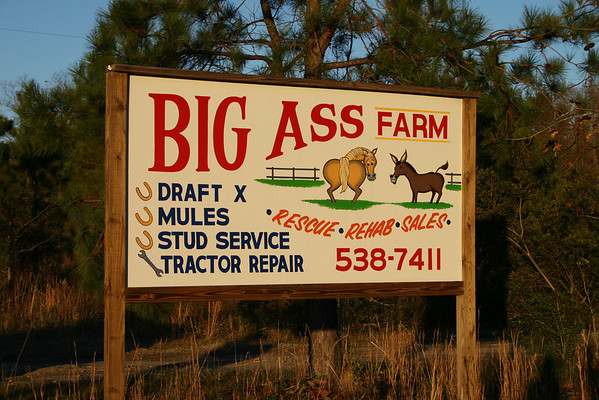 BIG ASS FARM
DRAFT X
MULES
STUD SERVICE
TRACTOR REPAIR
• RESCUE • REHAB • SALES •
538-7411